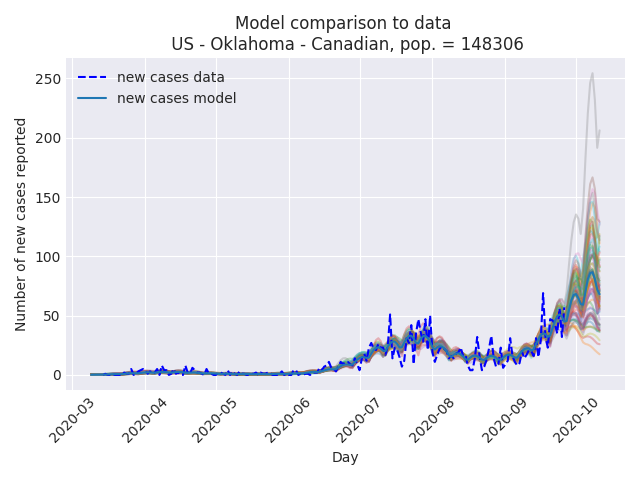 Model comparison to data
US - Oklahoma - Canadian, pop. = 148306
new cases data
new cases model
Number of new cases reported
250
200
150
100
50
0
2020-03
2020-04
2020-05
2020-06
2020-07
2020-08
2020-09
2020-10
Day